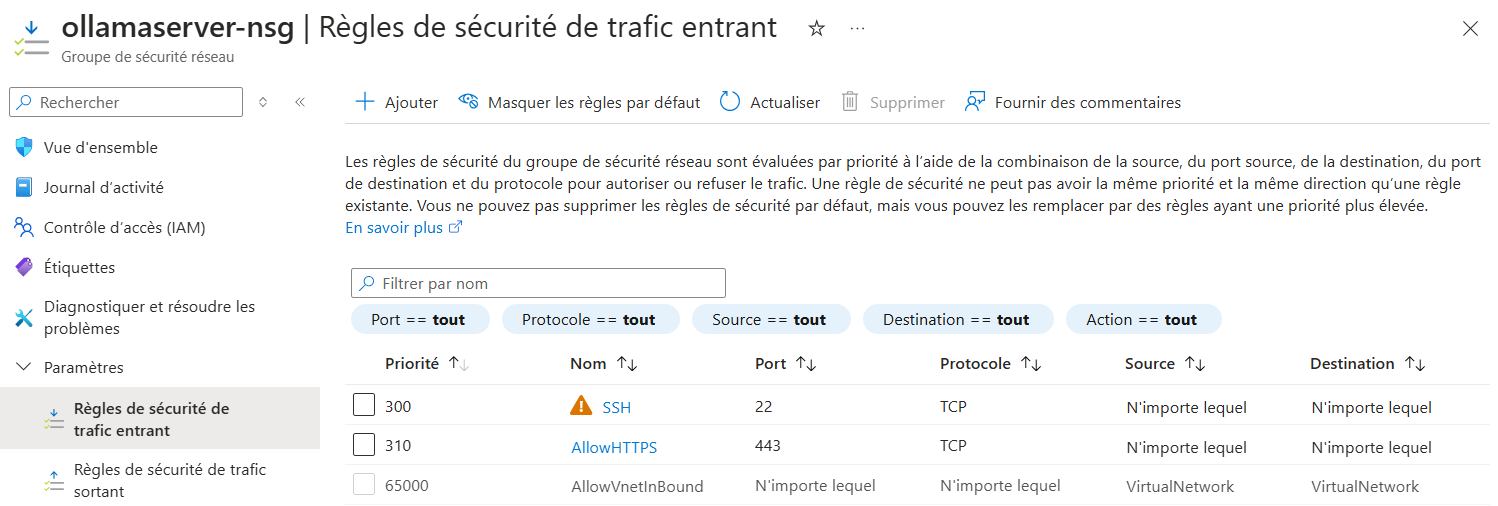 ollamaserver-nsg | Règles de sécurité de trafic entrant
Groupe de sécurité réseau
Rechercher
Vue d'ensemble
Journal d’activité
Contrôle d’accès (IAM)
Étiquettes
Diagnostiquer et résoudre les
problèmes
Paramètres
Règles de sécurité de
trafic entrant
Règles de sécurité de trafic
sortant
Ajouter Masquer les règles par défaut Actualiser Supprimer Fournir des commentaires
Les règles de sécurité du groupe de sécurité réseau sont évaluées par priorité à l’aide de la combinaison de la source, du port source, de la destination, du port
de destination et du protocole pour autoriser ou refuser le trafic. Une règle de sécurité ne peut pas avoir la même priorité et la même direction qu’une règle
existante. Vous ne pouvez pas supprimer les règles de sécurité par défaut, mais vous pouvez les remplacer par des règles ayant une priorité plus élevée.
En savoir plus
Filtrer par nom
Port == tout Protocole == tout Source == tout Destination == tout Action == tout
Priorité Nom Port Protocole Source Destination
300 SSH 22 TCP N'importe lequel N'importe lequel
310 AllowHTTPS 443 TCP N'importe lequel N'importe lequel
65000 AllowVnetInBound N'importe lequel N'importe lequel VirtualNetwork VirtualNetwork